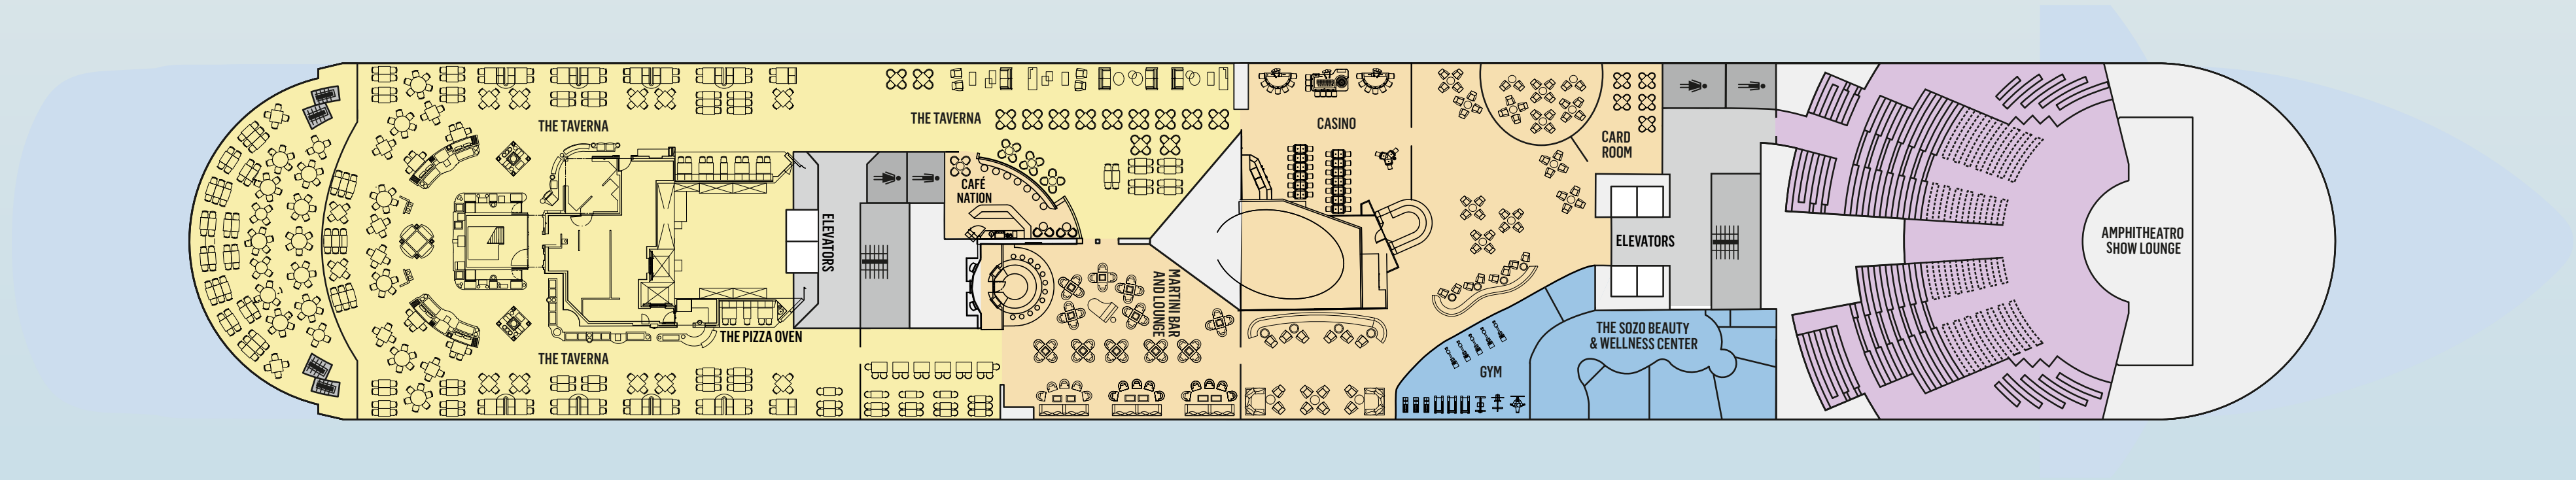 THE TAVERNA
THE TAVERNA
THE PIZZA OVEN
ELEVATORS
THE TAVERNA
CAFÉ
NATION
MARTINI BAR
AND LOUNGE
CASINO
CARD
ROOM
ELEVATORS
THE SOZO BEAUTY
& WELLNESS CENTER
GYM
AMPHITHEATRO
SHOW LOUNGE